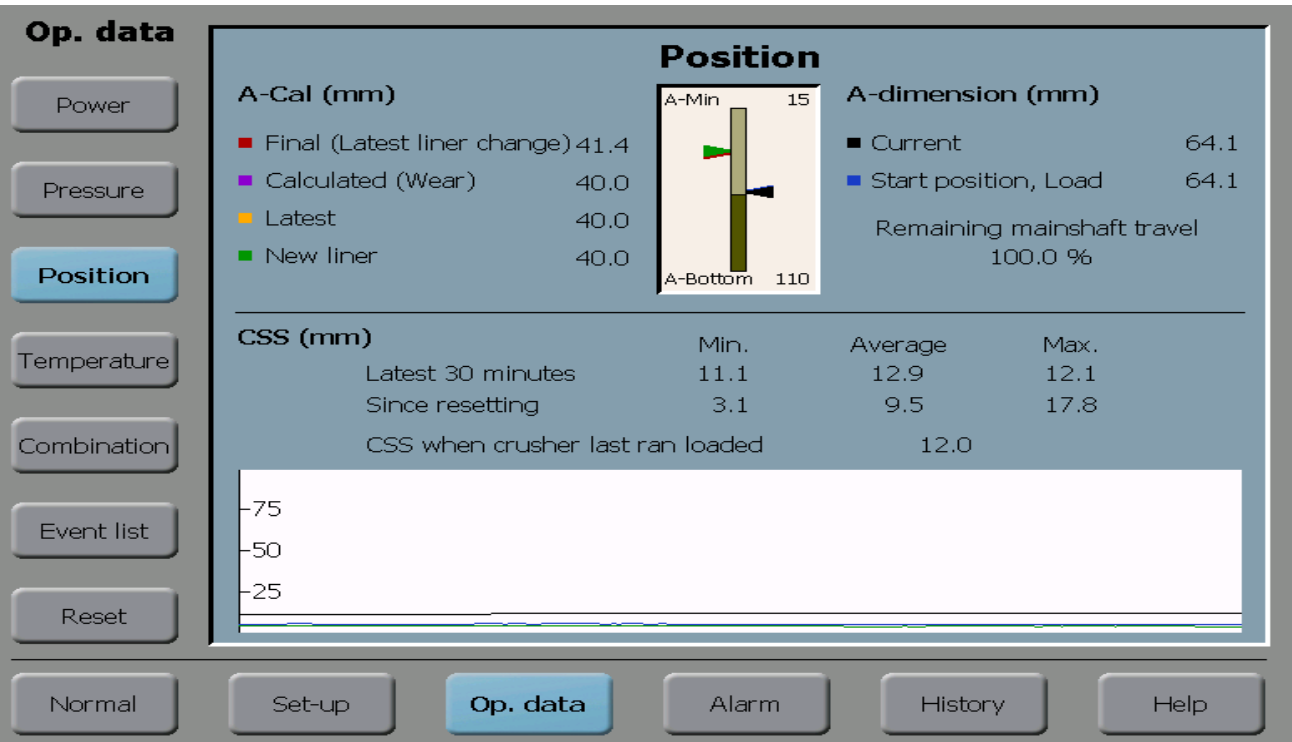 Op. data
Power
Pressure
Position
Temperature
Combination
Event list
Reset
Position
A-Cal (mm)
Final (Latest liner change) 41.4
Calculated (Wear) 40.0
Latest 40.0
New liner 40.0
A-Min 15
A-Bottom 110
A-dimension (mm)
Current 64.1
Start position, Load 64.1
Remaining mainshaft travel
100.0 %
CSS (mm) Min. Average Max.
Latest 30 minutes 11.1 12.9 12.1
Since resetting 3.1 9.5 17.8
CSS when crusher last ran loaded 12.0
75
50
25
Normal Set-up Op. data Alarm History Help